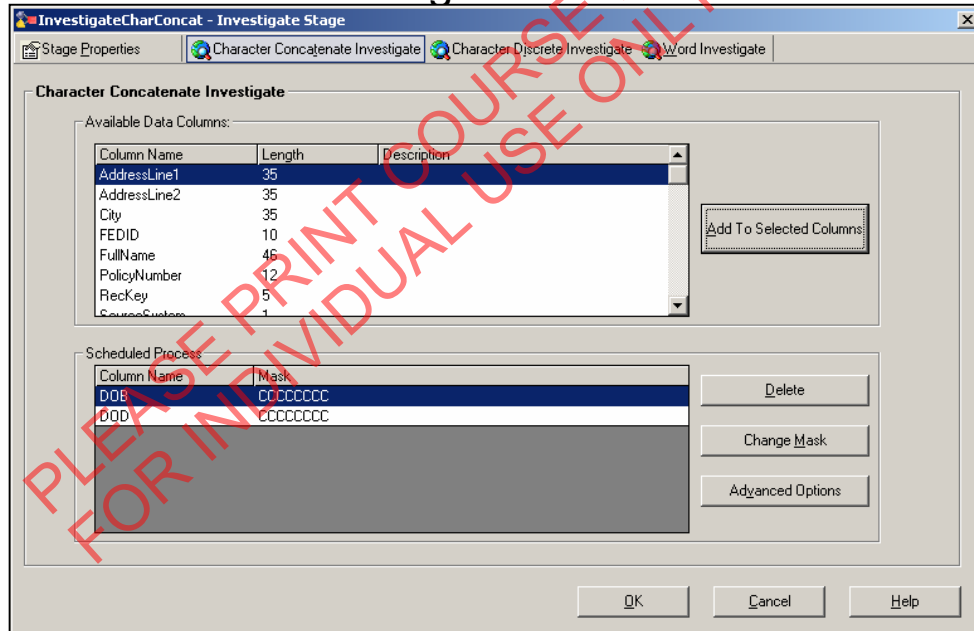 InvestigateCharConcat - Investigate Stage
Stage Properties Character Concatenate Investigate Character Discrete Investigate Word Investigate
Character Concatenate Investigate
Available Data Columns:
Column Name Length Description
AddressLine1 35
AddressLine2 35
City 35
FEDID 10
FullName 46
PolicyNumber 12
RecKey 5
SourceSystem 1
Add To Selected Columns
Scheduled Process
Column Name Mask
DOB CCCCCCCC
DOD CCCCCCCC
Delete
Change Mask
Advanced Options
OK Cancel Help
PLEASE PRINT COURSE
FOR INDIVIDUAL USE ONL